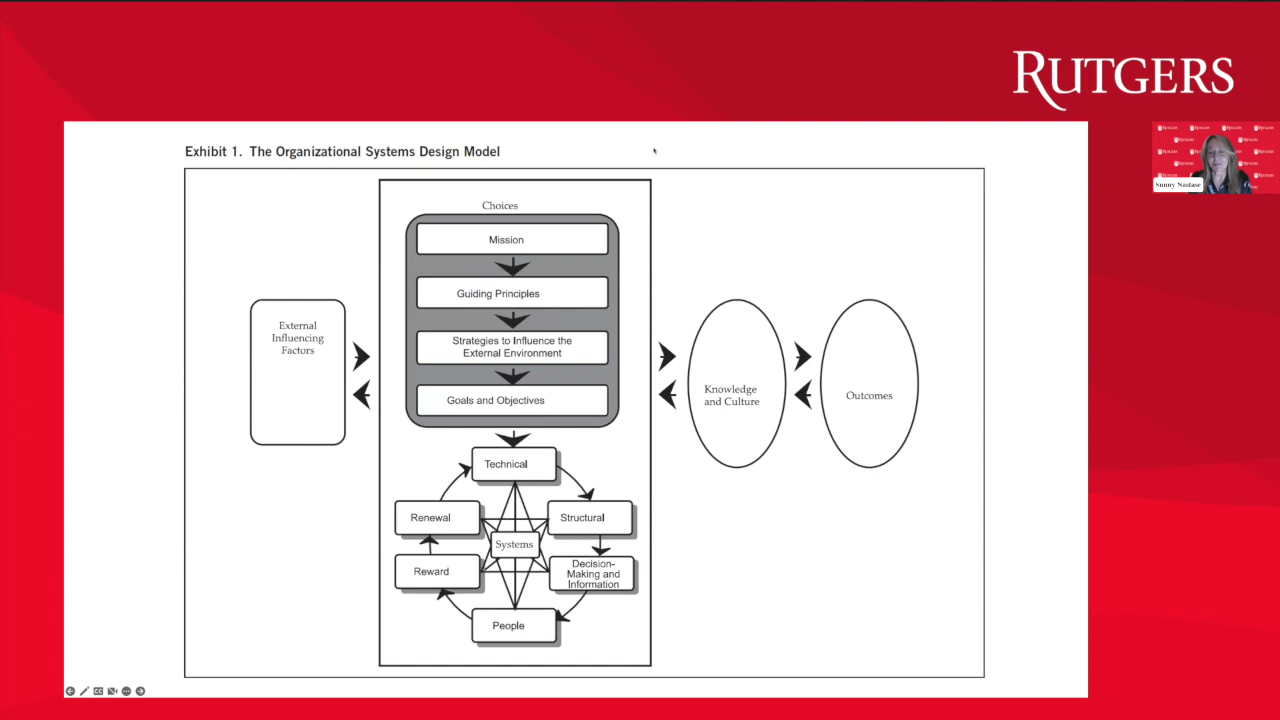 RUTGERS
Exhibit 1. The Organizational Systems Design Model
Choices
Mission
Guiding Principles
Strategies to Influence the
External Environment
Goals and Objectives
External
Influencing
Factors
Knowledge
and Culture
Outcomes
Technical
Renewal
Structural
Systems
Reward
Decision-
Making and
Information
People
Sunny Nastase